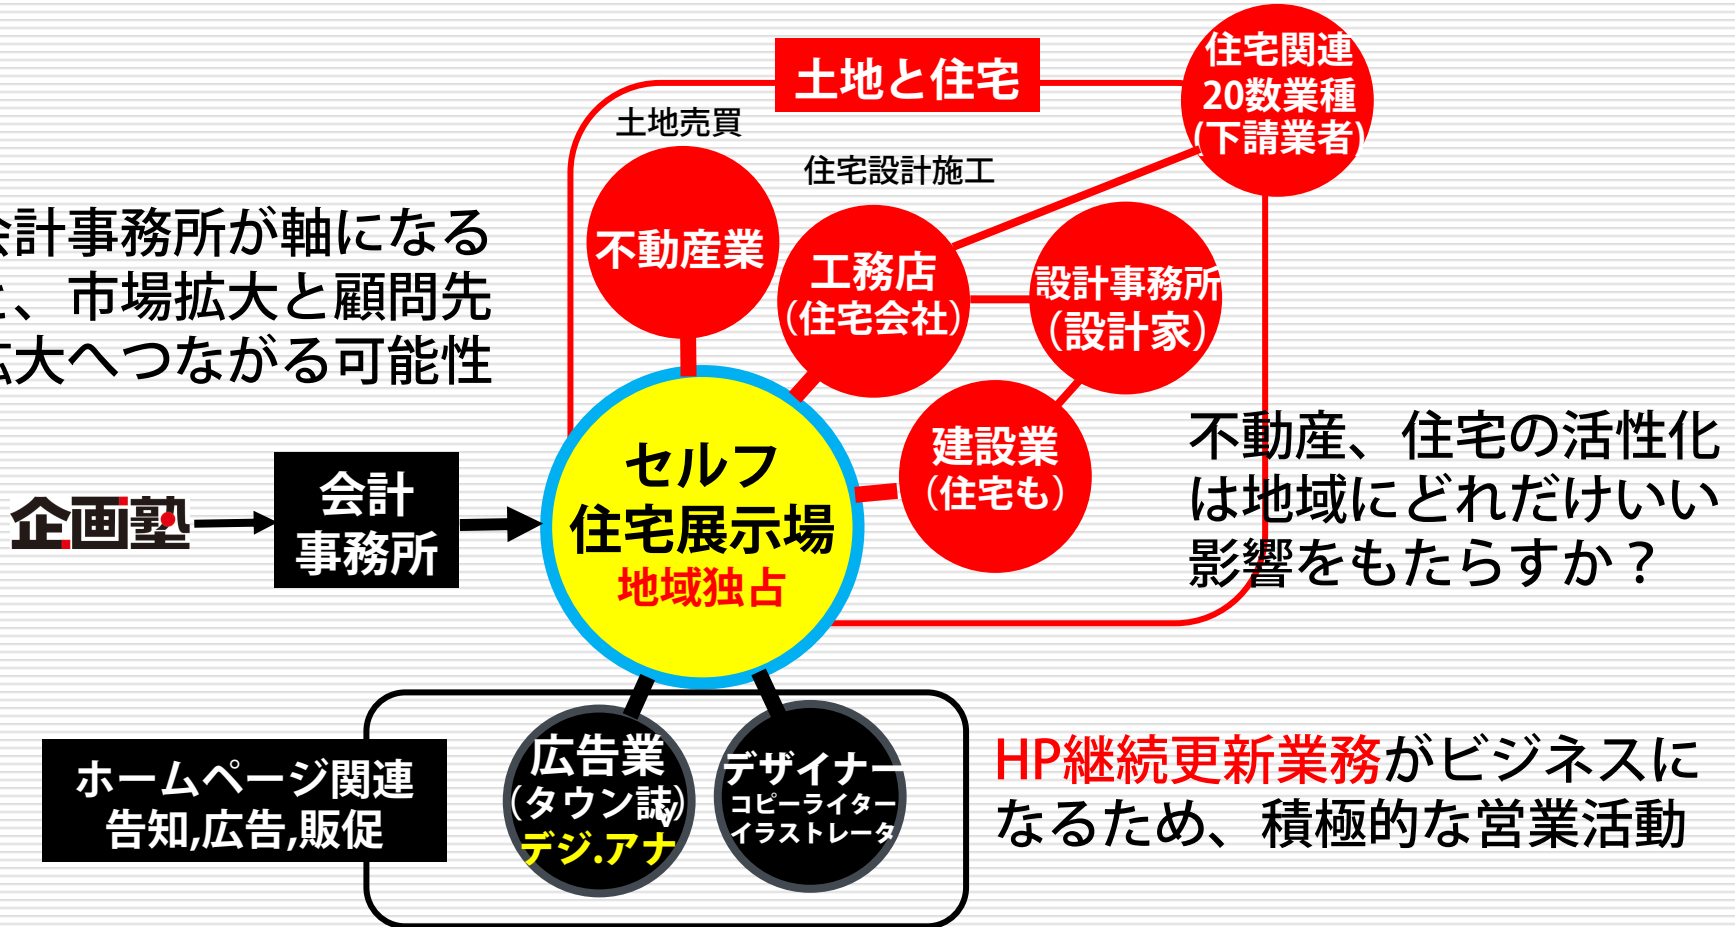 土地と住宅
住宅関連
20数業種
(下請業者)
土地売買
住宅設計施工
不動産業
工務店
（住宅会社）
設計事務所
（設計家）
建設業
（住宅も）
会計事務所が軸になる
と、市場拡大と顧問先
拡大へつながる可能性
不動産、住宅の活性化
は地域にどれだけいい
影響をもたらすか？
企画塾
会計
事務所
セルフ
住宅展示場
地域独占
ホームページ関連
告知,広告,販促
広告業
（タウン誌）
デジ.アナ
デザイナー
コピーライター
イラストレータ
HP継続更新業務がビジネスに
なるため、積極的な営業活動